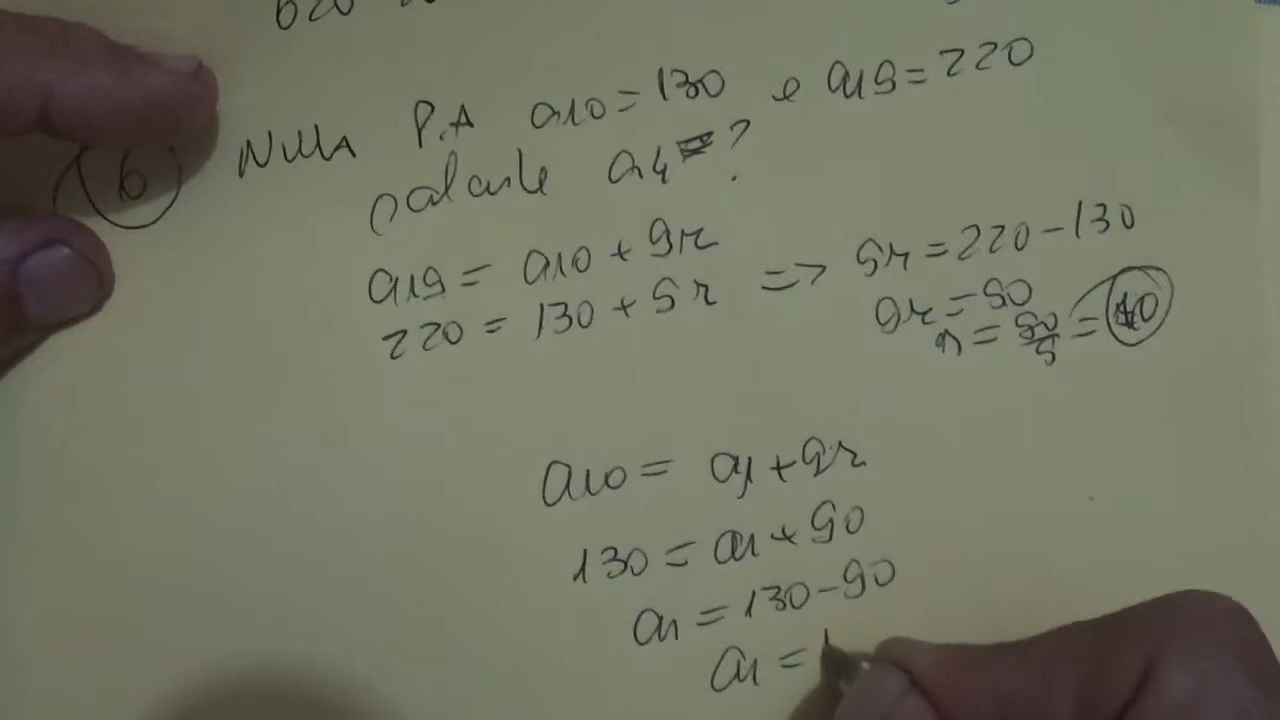 6 Numa P.A a10 = 130 e a19 = 220
calcule a4 = ?
a19 = a10 + 9r => 9r = 220 - 130
220 = 130 + 9r 9r = 90
r = 90/9 = 10
a10 = a1 + 9r
130 = a1 + 90
a1 = 130 - 90
a1 =